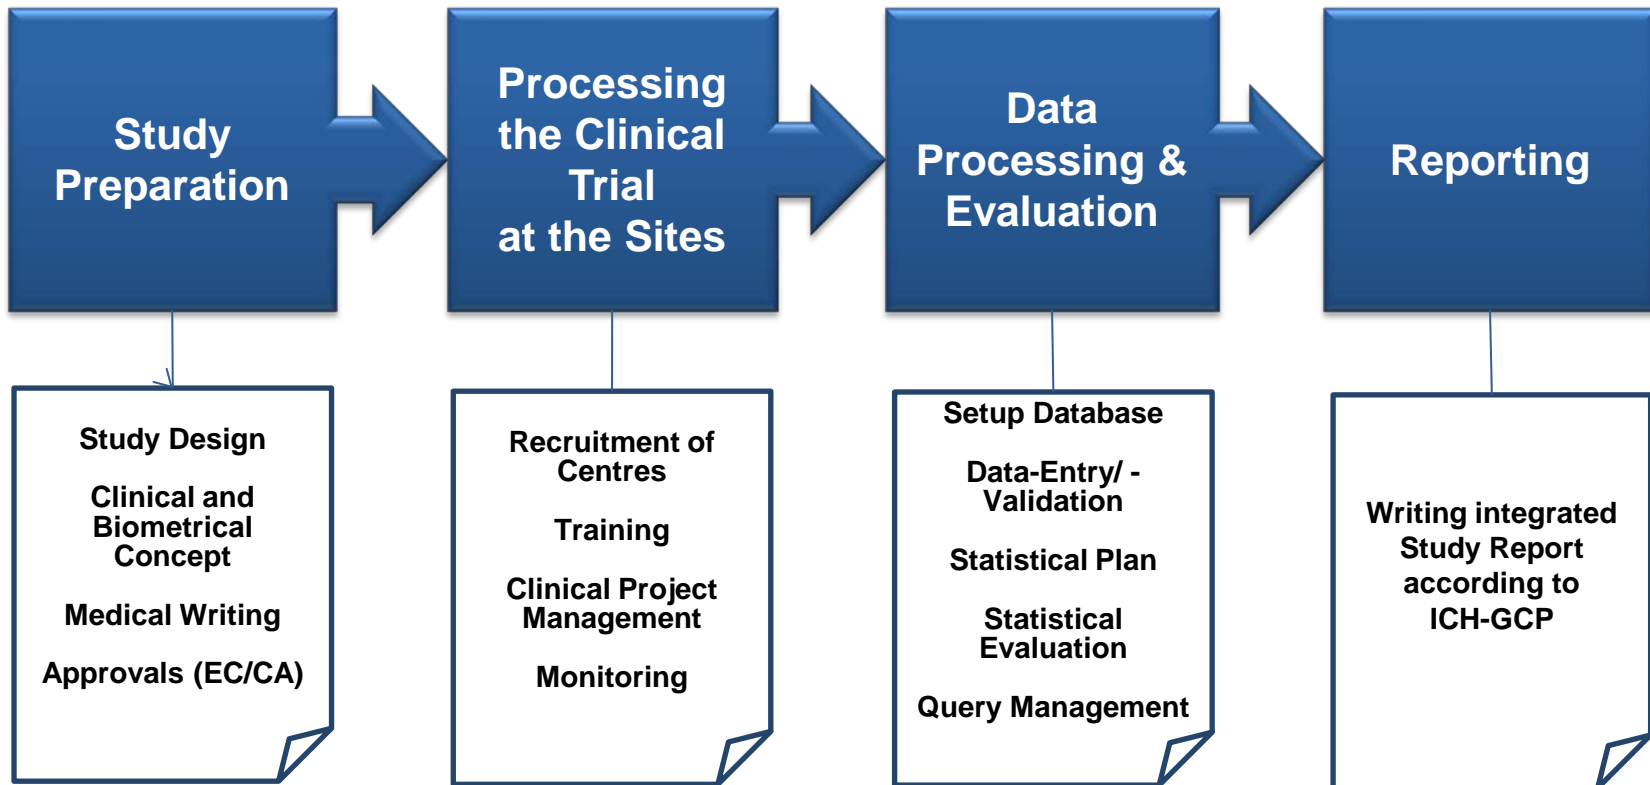 Study
Preparation
Processing
the Clinical
Trial
at the Sites
Data
Processing &
Evaluation
Reporting
Study Design
Clinical and
Biometrical
Concept
Medical Writing
Approvals (EC/CA)
Recruitment of
Centres
Training
Clinical Project
Management
Monitoring
Setup Database
Data-Entry/ -
Validation
Statistical Plan
Statistical
Evaluation
Query Management
Writing integrated
Study Report
according to
ICH-GCP